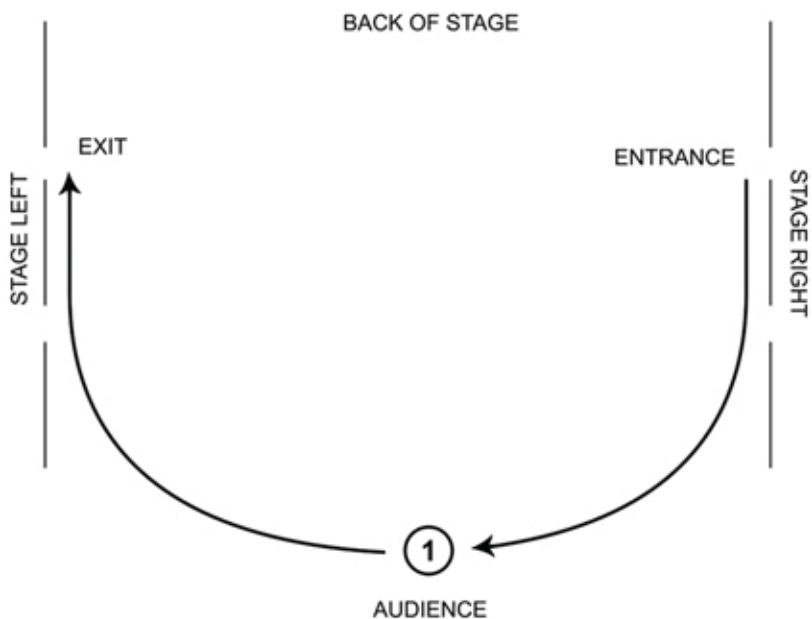 BACK OF STAGE
EXIT
ENTRANCE
STAGE LEFT
STAGE RIGHT
1
AUDIENCE